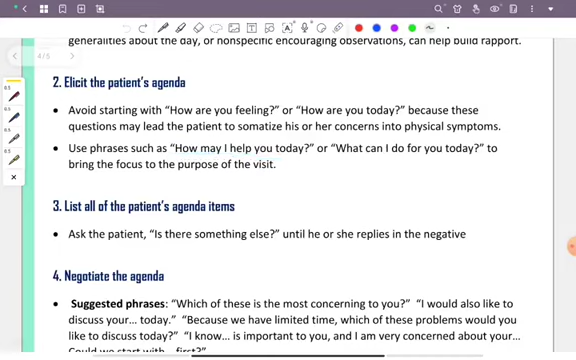 generalities about the day, or nonspecific encouraging observations, can help build rapport.
4/5
2. Elicit the patient's agenda
• Avoid starting with “How are you feeling?” or “How are you today?” because these
questions may lead the patient to somatize his or her concerns into physical symptoms.
• Use phrases such as “How may I help you today?” or “What can I do for you today?” to
bring the focus to the purpose of the visit.
3. List all of the patient's agenda items
• Ask the patient, “Is there something else?” until he or she replies in the negative
4. Negotiate the agenda
• Suggested phrases: “Which of these is the most concerning to you?” “I would also like to
discuss your… today.” “Because we have limited time, which of these problems would you
like to discuss today?” “I know… is important to you, and I am very concerned about your…
Could we start with… first?”